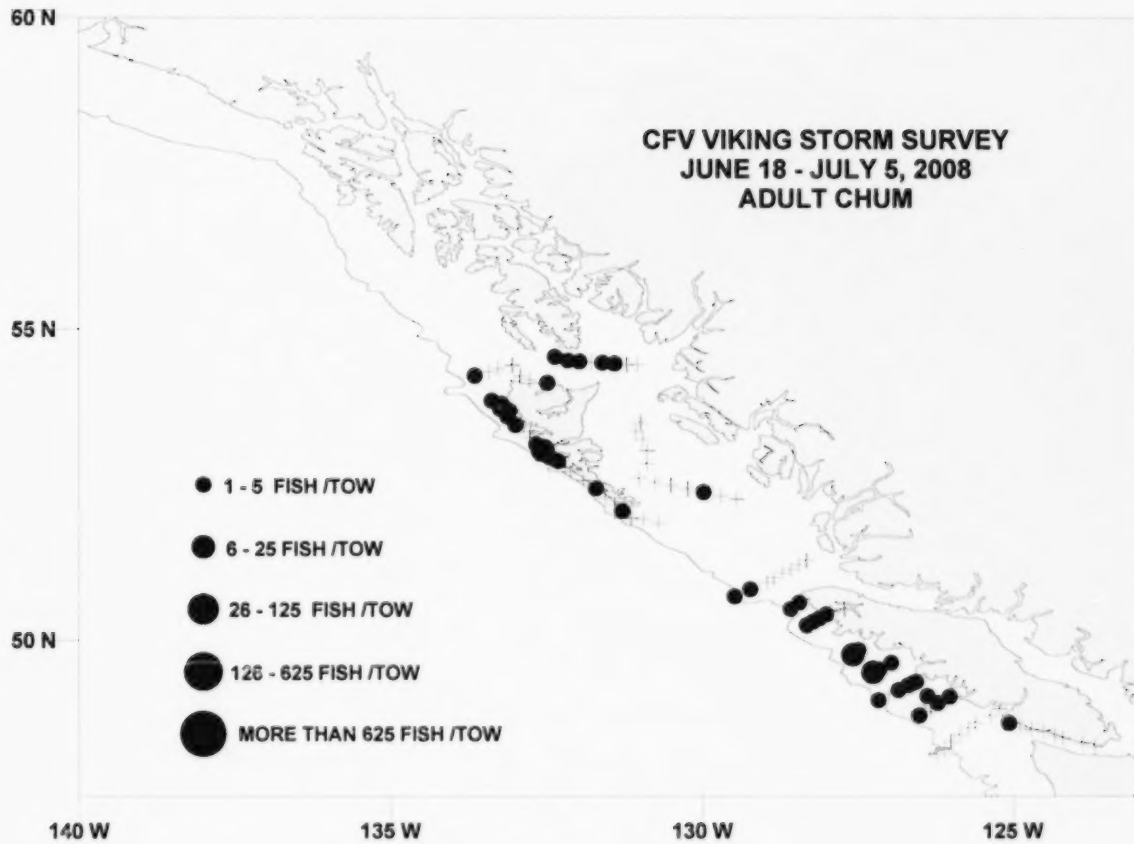 60 N
CFV VIKING STORM SURVEY
JUNE 18 - JULY 5, 2008
ADULT CHUM
55 N
1 - 5 FISH /TOW
6 - 25 FISH /TOW
26 - 125 FISH /TOW
50 N
126 - 625 FISH /TOW
MORE THAN 625 FISH /TOW
140 W
135 W
130 W
125 W